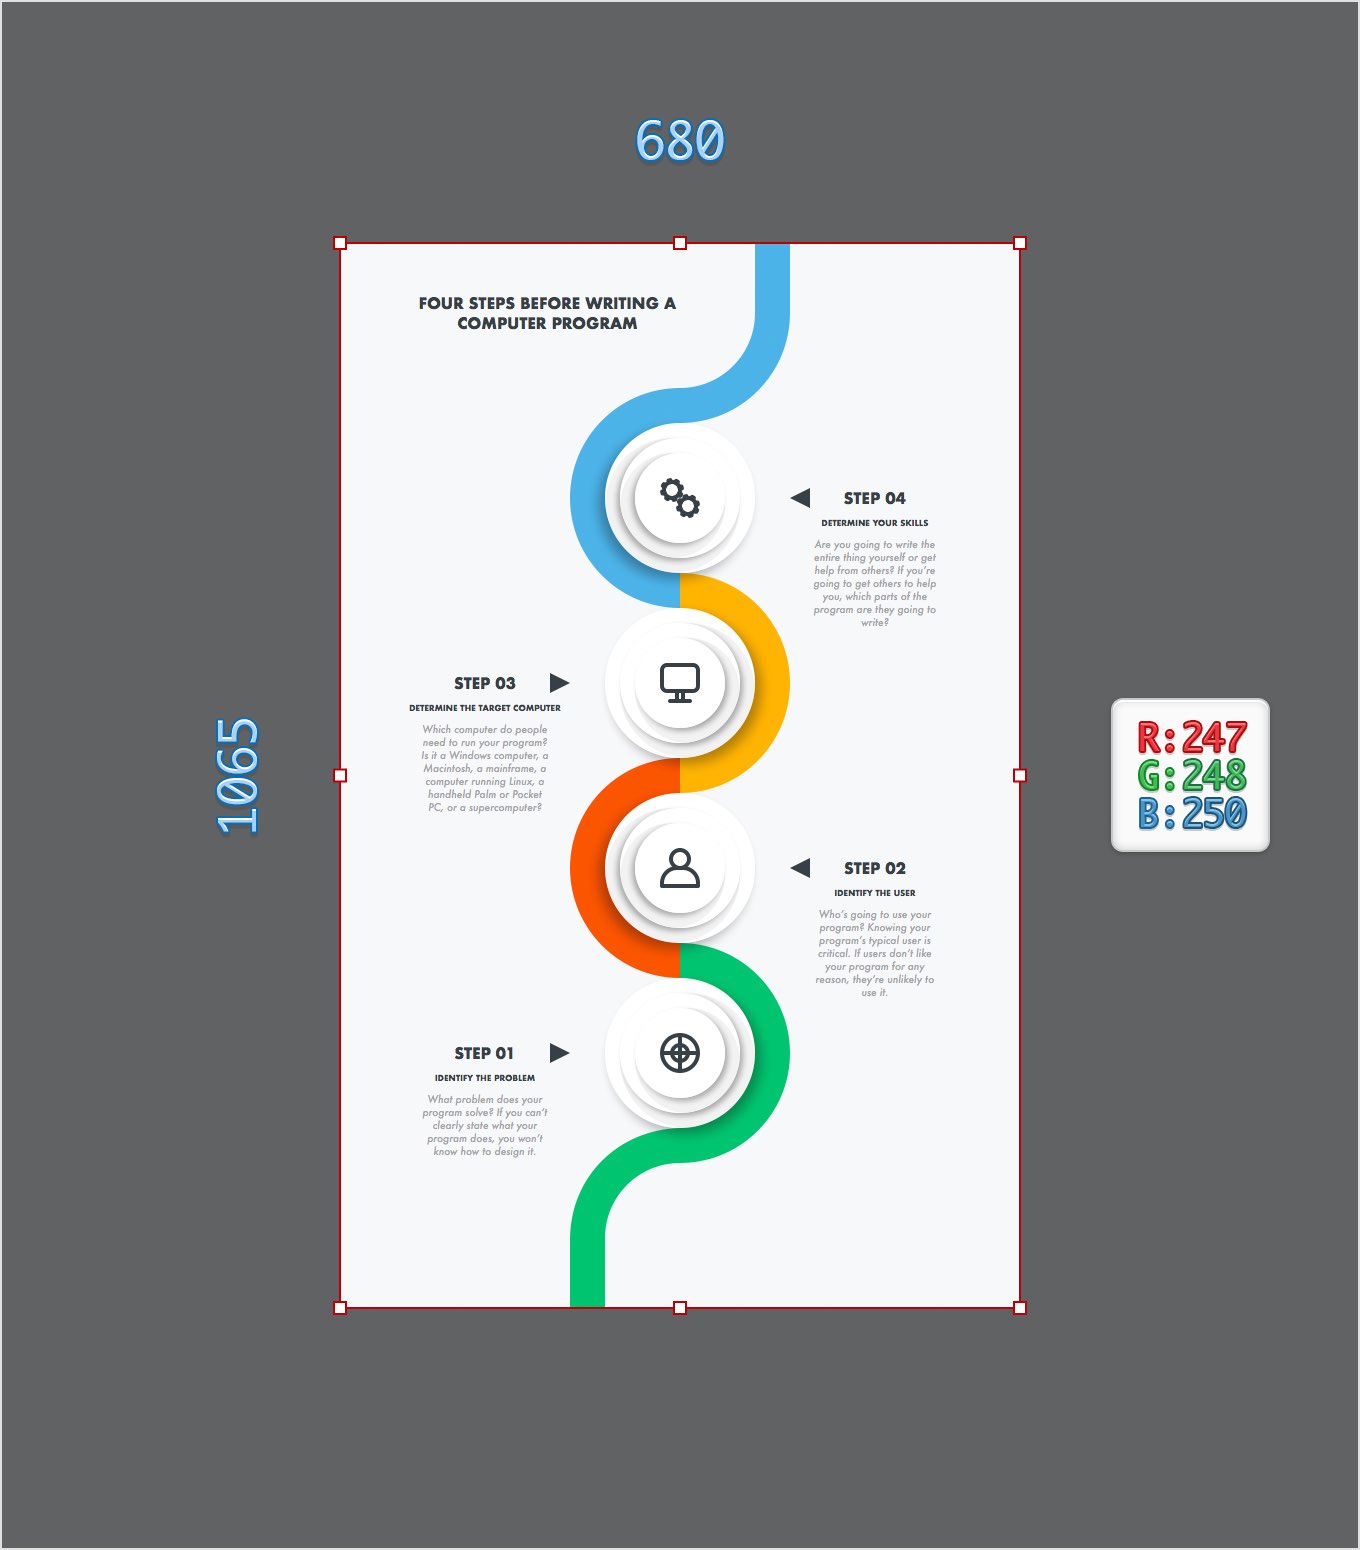 680
FOUR STEPS BEFORE WRITING A
COMPUTER PROGRAM
STEP 04
DETERMINE YOUR SKILLS
Are you going to write the
entire thing yourself or get
help from others? If you're
going to get others to help
you, which parts of the
program are they going to
write?
STEP 03
DETERMINE THE TARGET COMPUTER
Which computer do people
need to run your program?
Is it a Windows computer, a
Macintosh, a mainframe, a
computer running Linux, a
handheld Palm or Pocket
PC, or a supercomputer?
1065
R:247
G:248
B:250
STEP 02
IDENTIFY THE USER
Who's going to use your
program? Knowing your
program's typical user is
critical. If users don't like
your program for any
reason, they're unlikely to
use it.
STEP 01
IDENTIFY THE PROBLEM
What problem does your
program solve? If you can't
clearly state what your
program does, you won't
know how to design it.